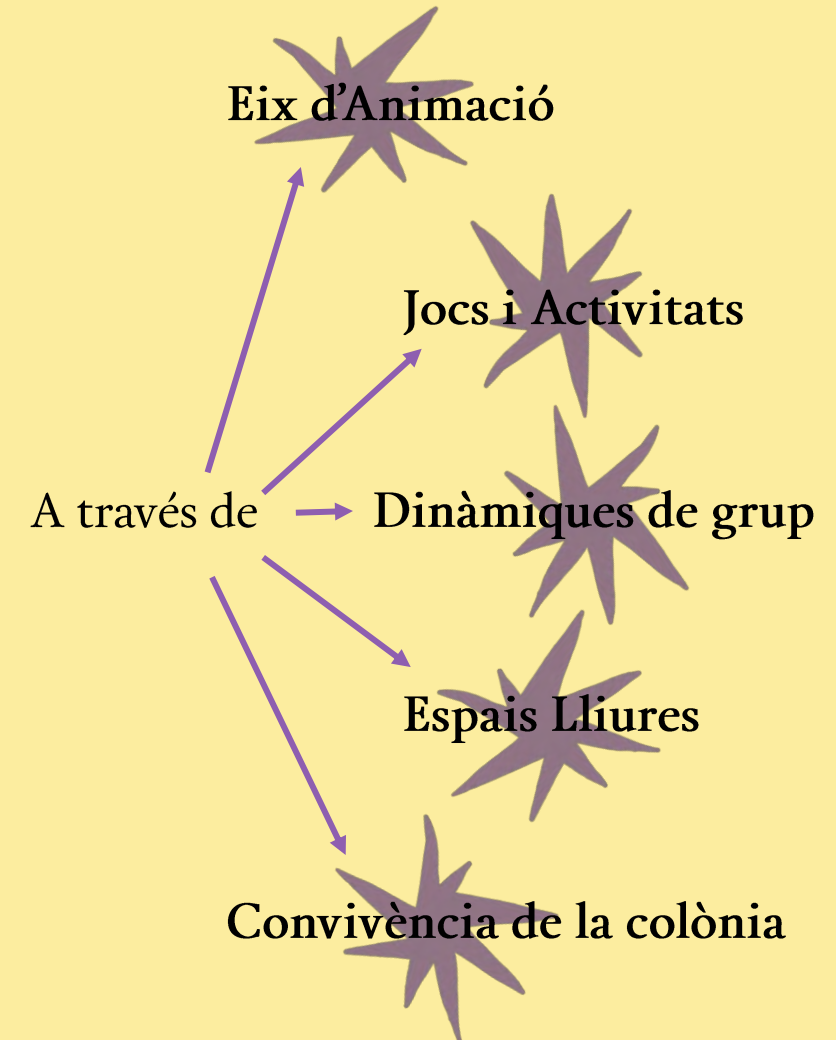 Eix d’Animació
Jocs i Activitats
A través de
Dinàmiques de grup
Espais Lliures
Convivència de la colònia